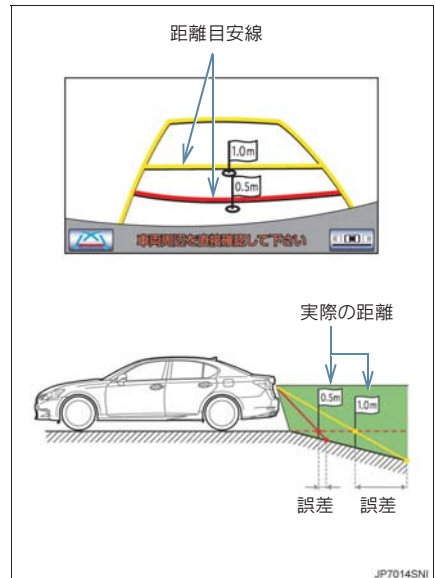 距離目安線
1.0m
0.5m
車両周辺を直接確認して下さい
実際の距離
0.5m
1.0m
誤差
誤差
JP7014SNI